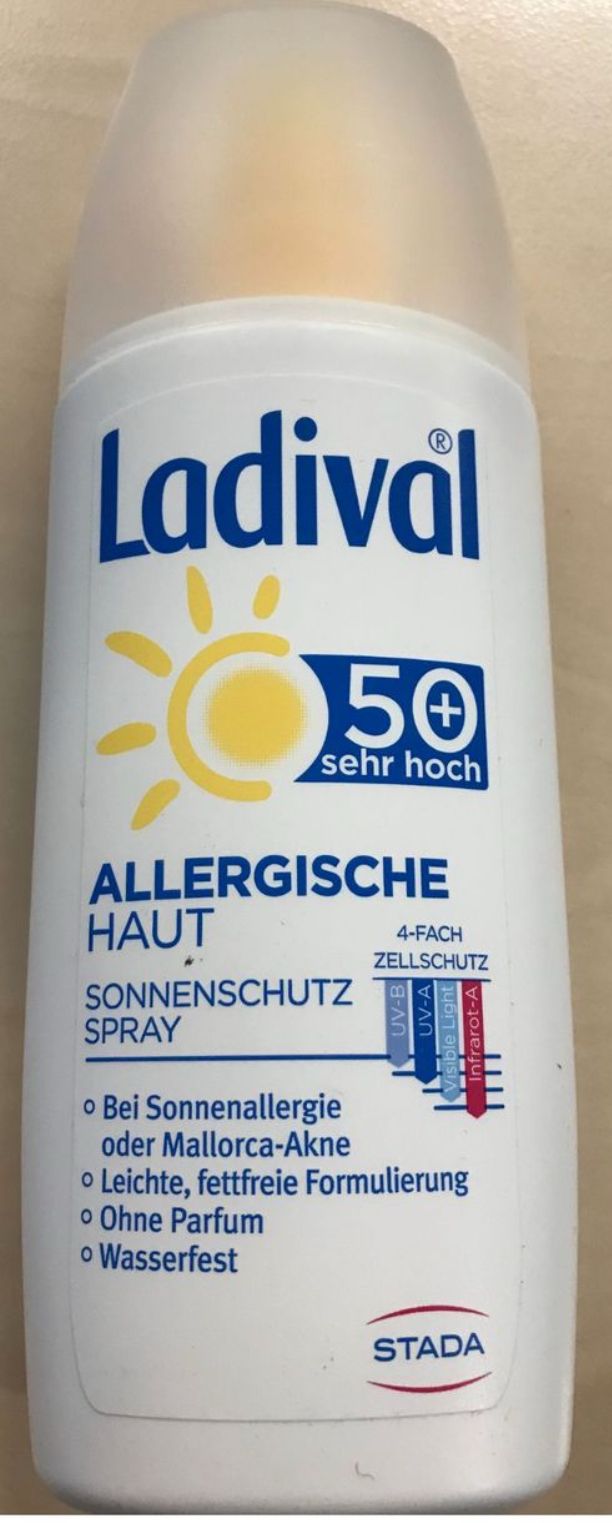 Ladival®
50+
sehr hoch
ALLERGISCHE
HAUT
4-FACH
ZELLSCHUTZ
SONNENSCHUTZ
SPRAY
UV-B
UV-A
Visible Light
Infrarot-A
° Bei Sonnenallergie
oder Mallorca-Akne
° Leichte, fettfreie Formulierung
° Ohne Parfum
° Wasserfest
STADA